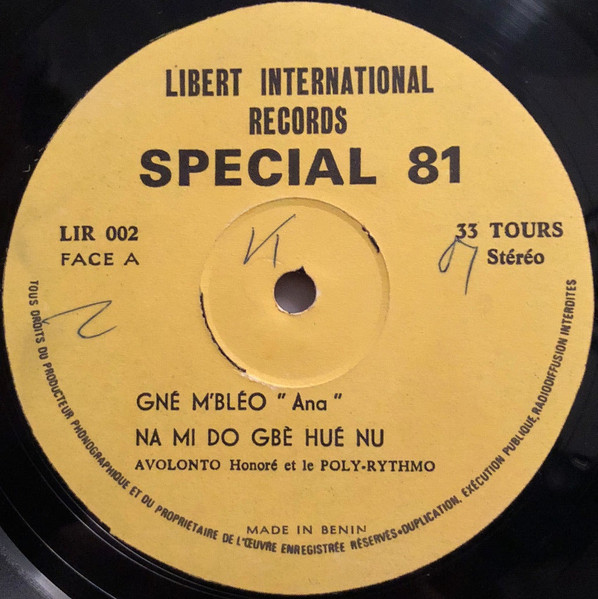 LIBERT INTERNATIONAL
RECORDS
SPECIAL 81
LIR 002
FACE A
33 TOURS
Stéréo
GNÉ M'BLÉO " Ana "
NA MI DO GBÈ HUÉ NU
AVOLONTO Honoré et le POLY-RYTHMO
MADE IN BENIN
TOUS DROITS DU PRODUCTEUR PHONOGRAPHIQUE ET DU PROPRIETAIRE DE L'ŒUVRE ENREGISTRÉE RÉSERVÉS•DUPLICATION, EXÉCUTION PUBLIQUE, RADIODIFFUSION INTERDITES